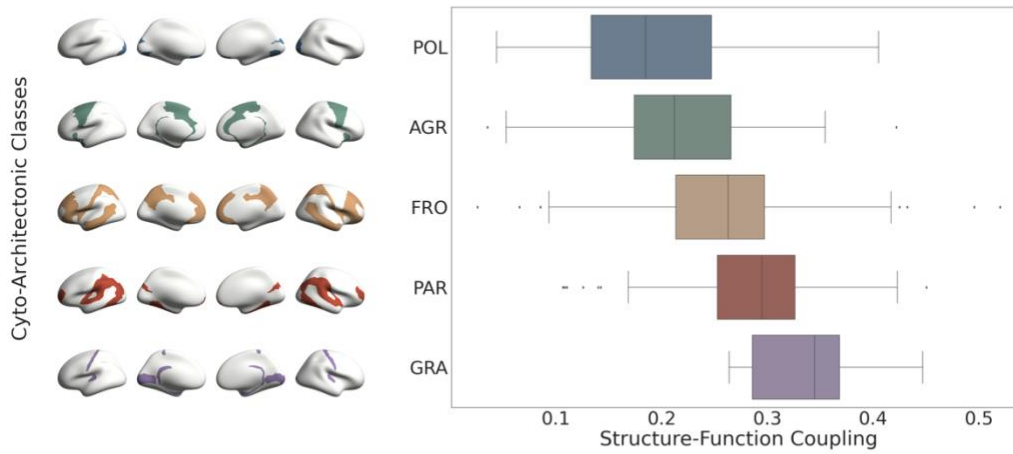 Cyto-Architectonic Classes
POL
AGR
FRO
PAR
GRA
0.1 0.2 0.3 0.4 0.5
Structure-Function Coupling